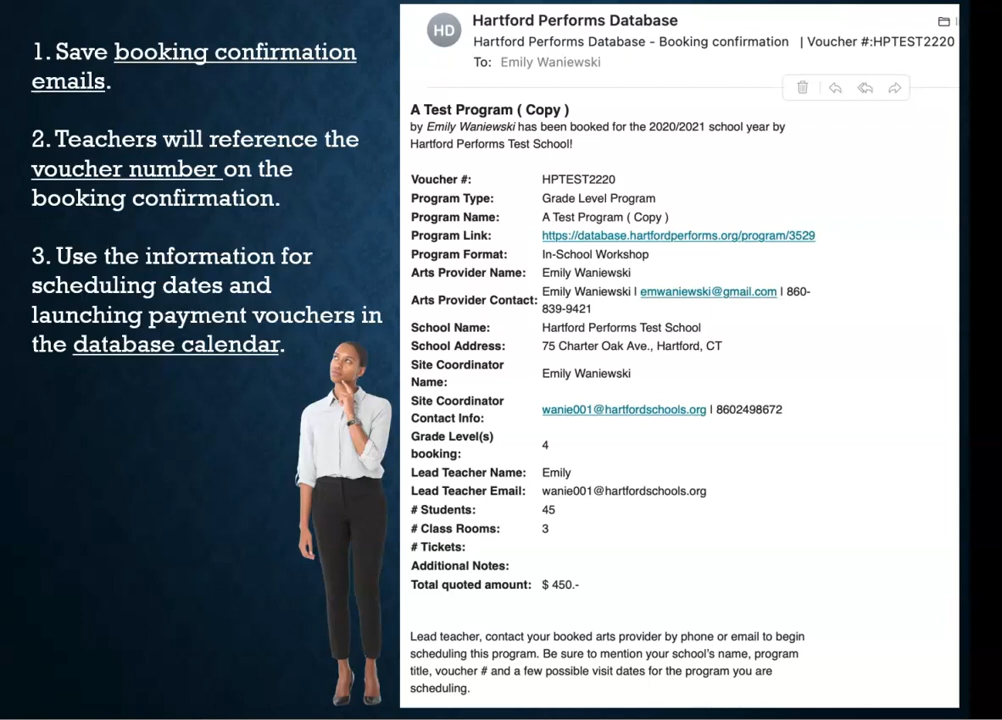 1. Save booking confirmation
emails.
2. Teachers will reference the
voucher number on the
booking confirmation.
3. Use the information for
scheduling dates and
launching payment vouchers in
the database calendar.
HD
Hartford Performs Database
Hartford Performs Database - Booking confirmation | Voucher #:HPTEST2220
To: Emily Waniewski
A Test Program ( Copy )
by Emily Waniewski has been booked for the 2020/2021 school year by
Hartford Performs Test School!
Voucher #: HPTEST2220
Program Type: Grade Level Program
Program Name: A Test Program ( Copy )
Program Link: https://database.hartfordperforms.org/program/3529
Program Format: In-School Workshop
Arts Provider Name: Emily Waniewski
Arts Provider Contact: Emily Waniewski | emwaniewski@gmail.com | 860-
839-9421
School Name: Hartford Performs Test School
School Address: 75 Charter Oak Ave., Hartford, CT
Site Coordinator
Name: Emily Waniewski
Site Coordinator
Contact Info: wanie001@hartfordschools.org | 8602498672
Grade Level(s)
booking: 4
Lead Teacher Name: Emily
Lead Teacher Email: wanie001@hartfordschools.org
# Students: 45
# Class Rooms: 3
# Tickets:
Additional Notes:
Total quoted amount: $ 450.-
Lead teacher, contact your booked arts provider by phone or email to begin
scheduling this program. Be sure to mention your school's name, program
title, voucher # and a few possible visit dates for the program you are
scheduling.